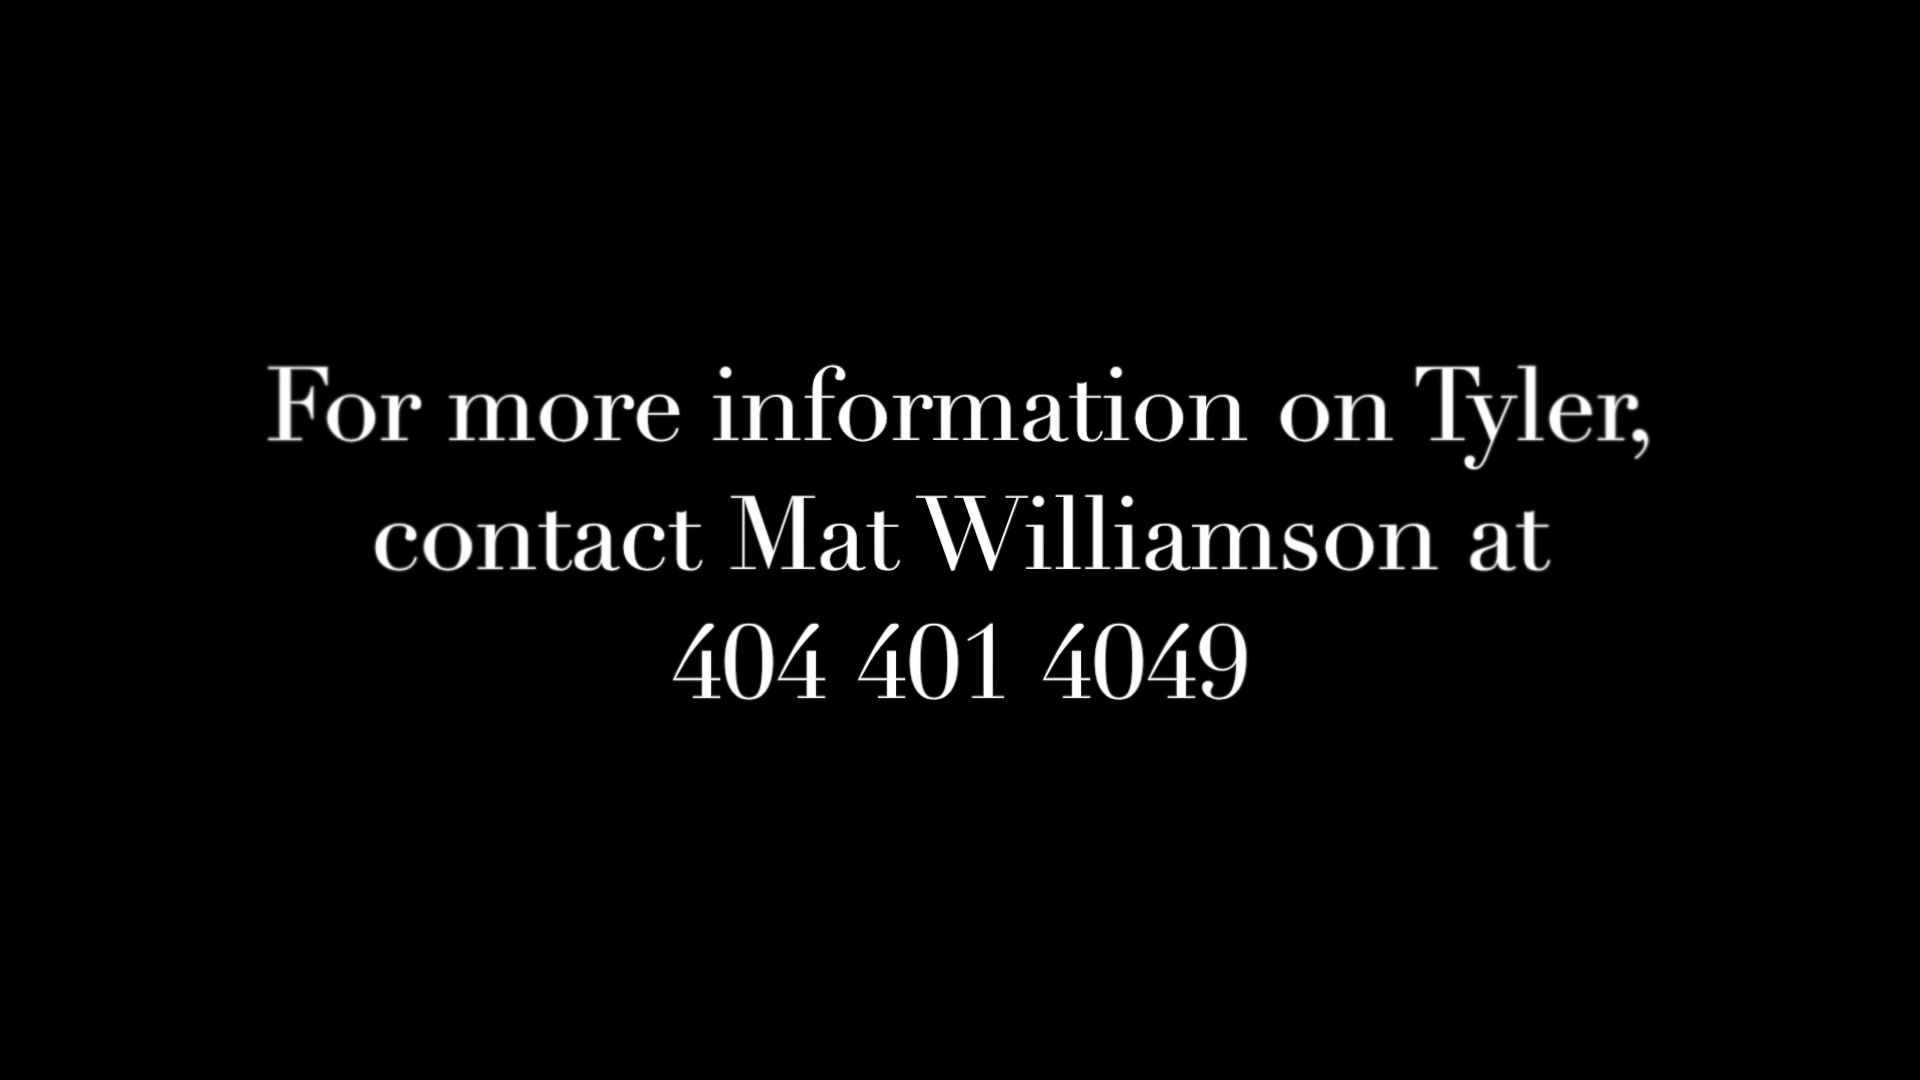 For more information on Tyler,
contact Mat Williamson at
404 401 4049